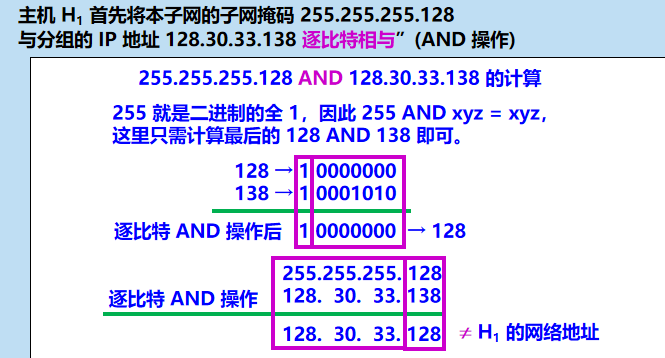 主机 H₁ 首先将本子网的子网掩码 255.255.255.128
与分组的 IP 地址 128.30.33.138 逐比特相与”(AND 操作)
255.255.255.128 AND 128.30.33.138 的计算
255 就是二进制的全 1，因此 255 AND xyz = xyz，
这里只需计算最后的 128 AND 138 即可。
128 → 1 0000000
138 → 1 0001010
逐比特 AND 操作后 1 0000000 → 128
255.255.255.128
逐比特 AND 操作 128. 30. 33.138
128. 30. 33.128 ≠ H₁ 的网络地址